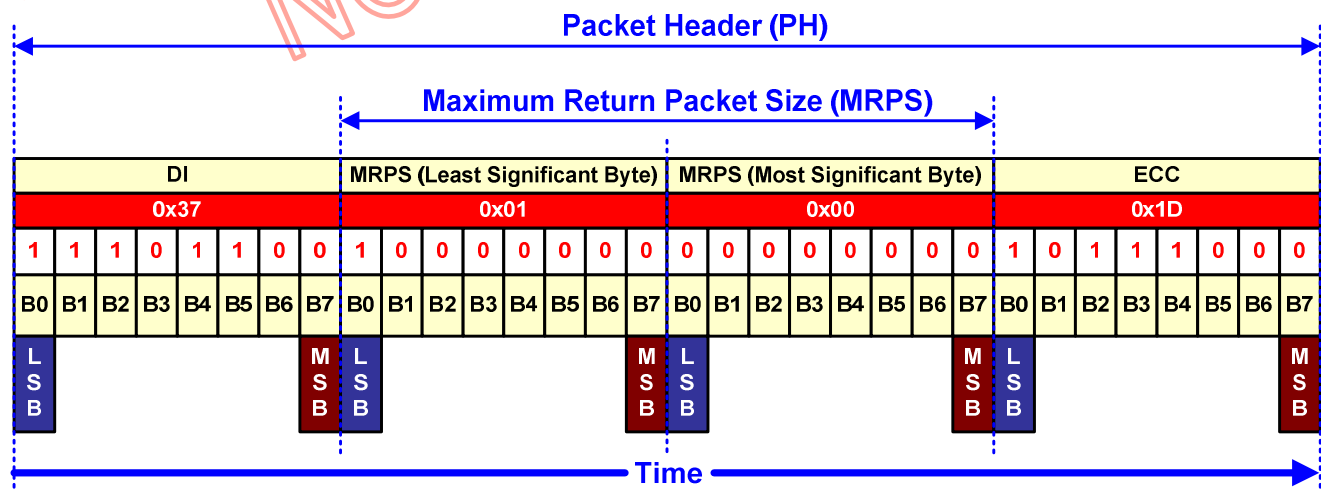 Packet Header (PH)
Maximum Return Packet Size (MRPS)
DI MRPS (Least Significant Byte) MRPS (Most Significant Byte) ECC
0x37 0x01 0x00 0x1D
1 1 1 0 1 1 0 0 1 0 0 0 0 0 0 0 0 0 0 0 0 0 0 0 1 0 1 1 1 0 0 0
B0 B1 B2 B3 B4 B5 B6 B7 B0 B1 B2 B3 B4 B5 B6 B7 B0 B1 B2 B3 B4 B5 B6 B7 B0 B1 B2 B3 B4 B5 B6 B7
L M L M L M L M
S S S S S S S S
B B B B B B B B
Time